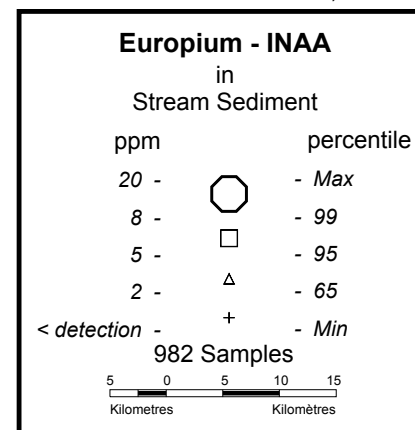 Europium - INAA
in
Stream Sediment
ppm percentile
20 - - Max
8 - - 99
5 - - 95
2 - - 65
< detection - - Min
982 Samples
5 0 5 10 15
Kilometres Kilomètres